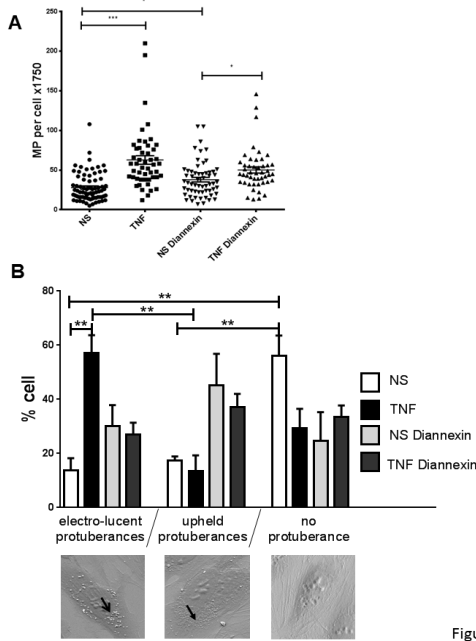 A
MP per cell x1750
250
200
150
100
50
0
***
*
NS
TNF
NS Diannexin
TNF Diannexin
B
% cell
80
60
40
20
0
**
**
**
**
NS
TNF
NS Diannexin
TNF Diannexin
electro-lucent protuberances / upheld protuberances / no protuberance
Figu